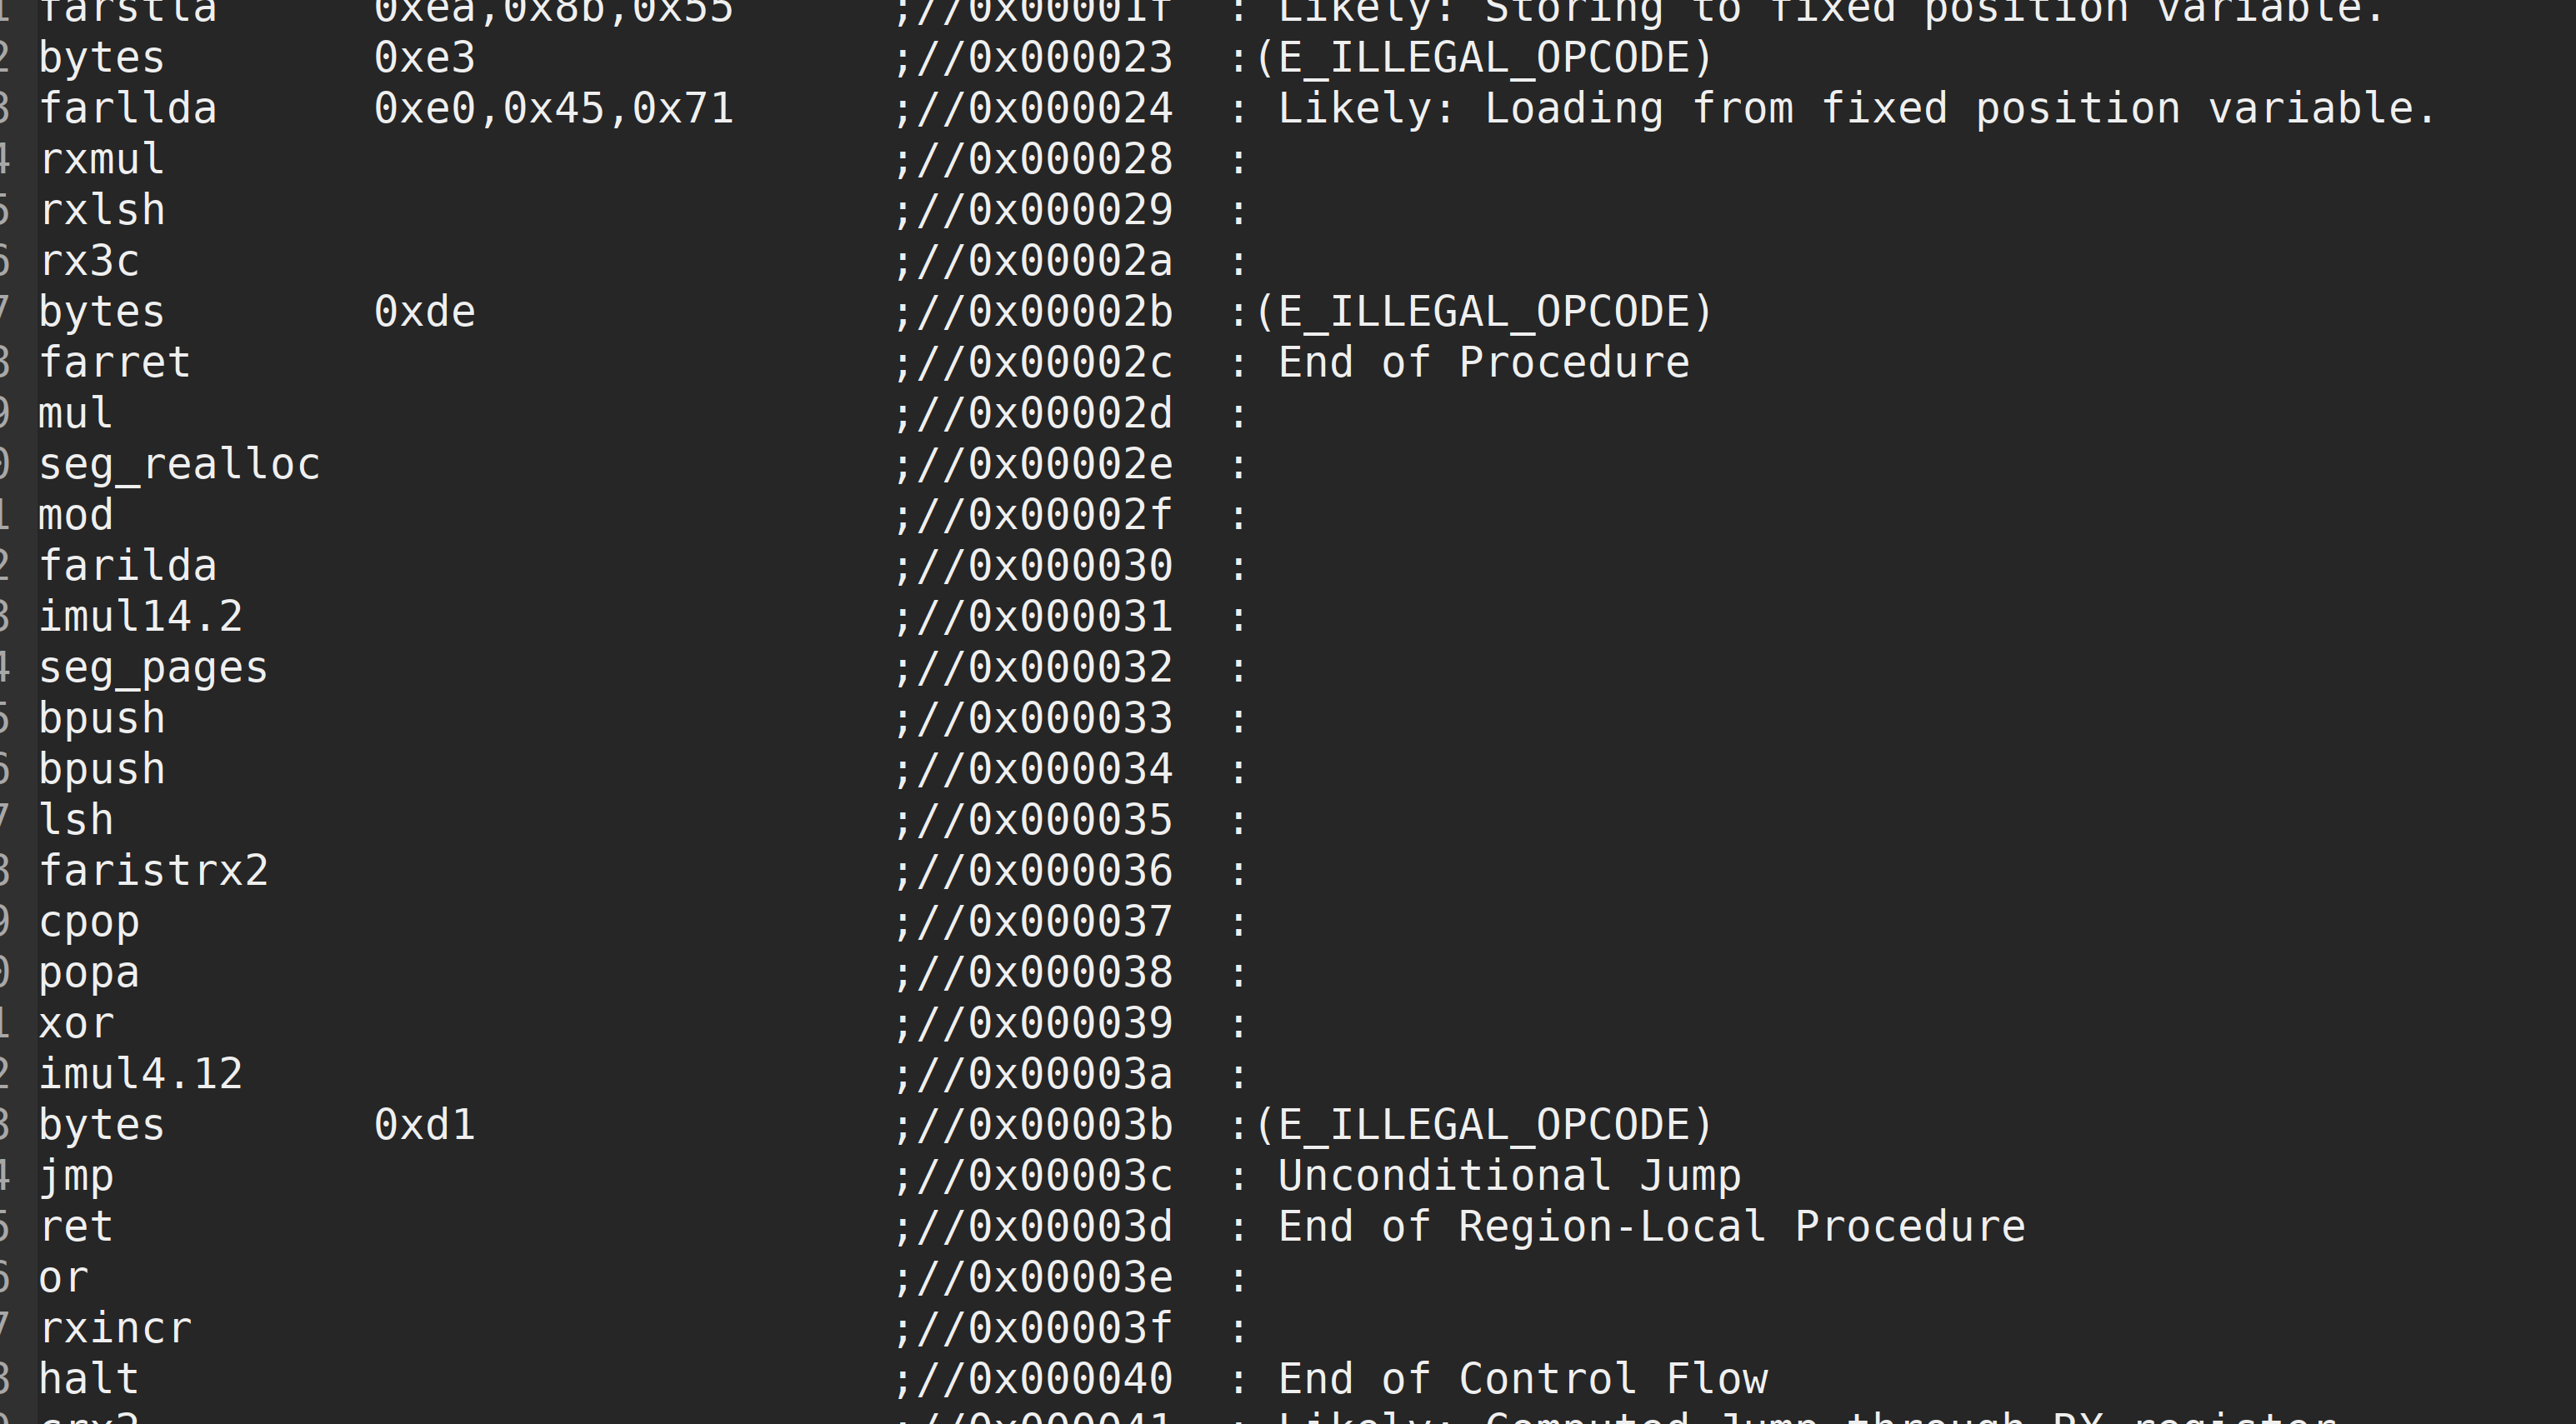 1 farstla 0xea,0x8b,0x55 ;//0x00001f : Likely: Storing to fixed position variable.
2 bytes 0xe3 ;//0x000023 :(E_ILLEGAL_OPCODE)
3 farllda 0xe0,0x45,0x71 ;//0x000024 : Likely: Loading from fixed position variable.
4 rxmul ;//0x000028 :
5 rxlsh ;//0x000029 :
6 rx3c ;//0x00002a :
7 bytes 0xde ;//0x00002b :(E_ILLEGAL_OPCODE)
8 farret ;//0x00002c : End of Procedure
9 mul ;//0x00002d :
0 seg_realloc ;//0x00002e :
1 mod ;//0x00002f :
2 farilda ;//0x000030 :
3 imul14.2 ;//0x000031 :
4 seg_pages ;//0x000032 :
5 bpush ;//0x000033 :
6 bpush ;//0x000034 :
7 lsh ;//0x000035 :
8 faristrx2 ;//0x000036 :
9 cpop ;//0x000037 :
0 popa ;//0x000038 :
1 xor ;//0x000039 :
2 imul4.12 ;//0x00003a :
3 bytes 0xd1 ;//0x00003b :(E_ILLEGAL_OPCODE)
4 jmp ;//0x00003c : Unconditional Jump
5 ret ;//0x00003d : End of Region-Local Procedure
6 or ;//0x00003e :
7 rxincr ;//0x00003f :
8 halt ;//0x000040 : End of Control Flow
;//0x000041 : Likely: Computed Jump through RX register